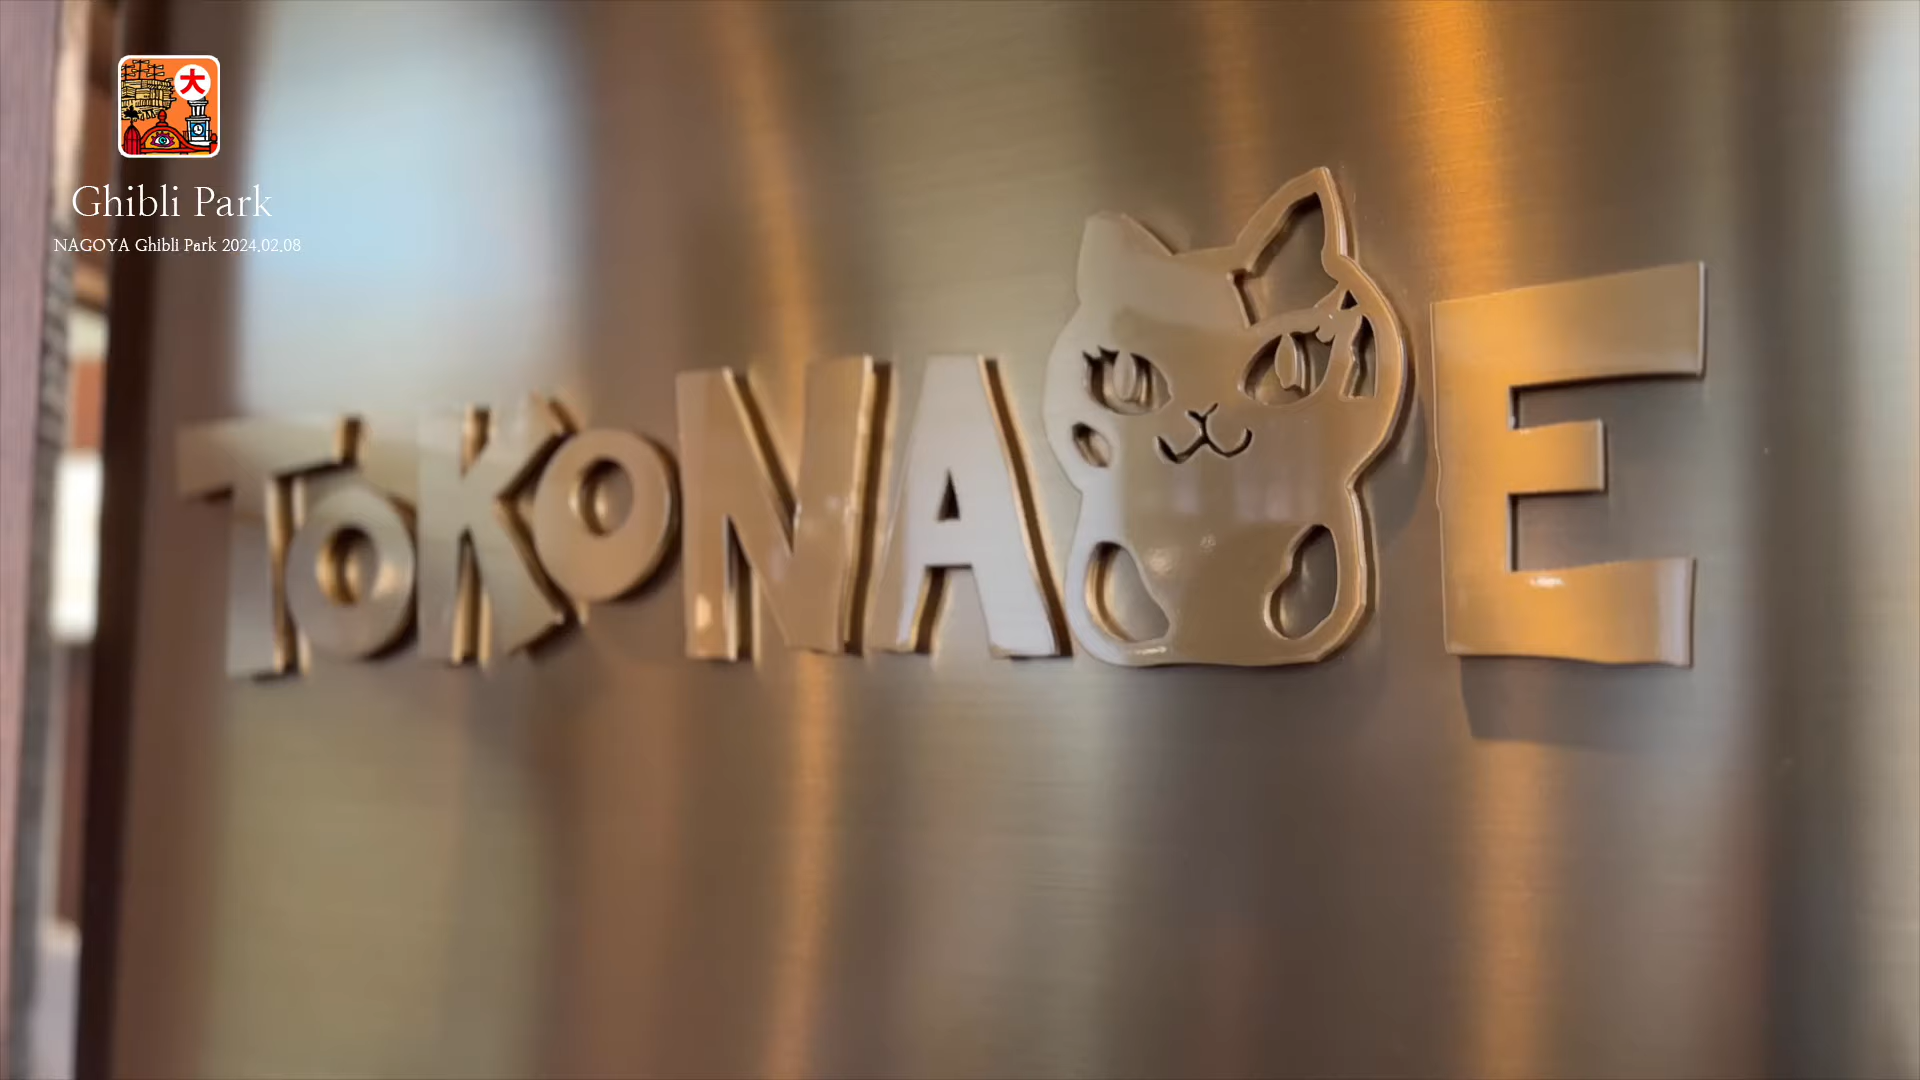 大
Ghibli Park
NAGOYA Ghibli Park 2024.02.08
TOKONA E